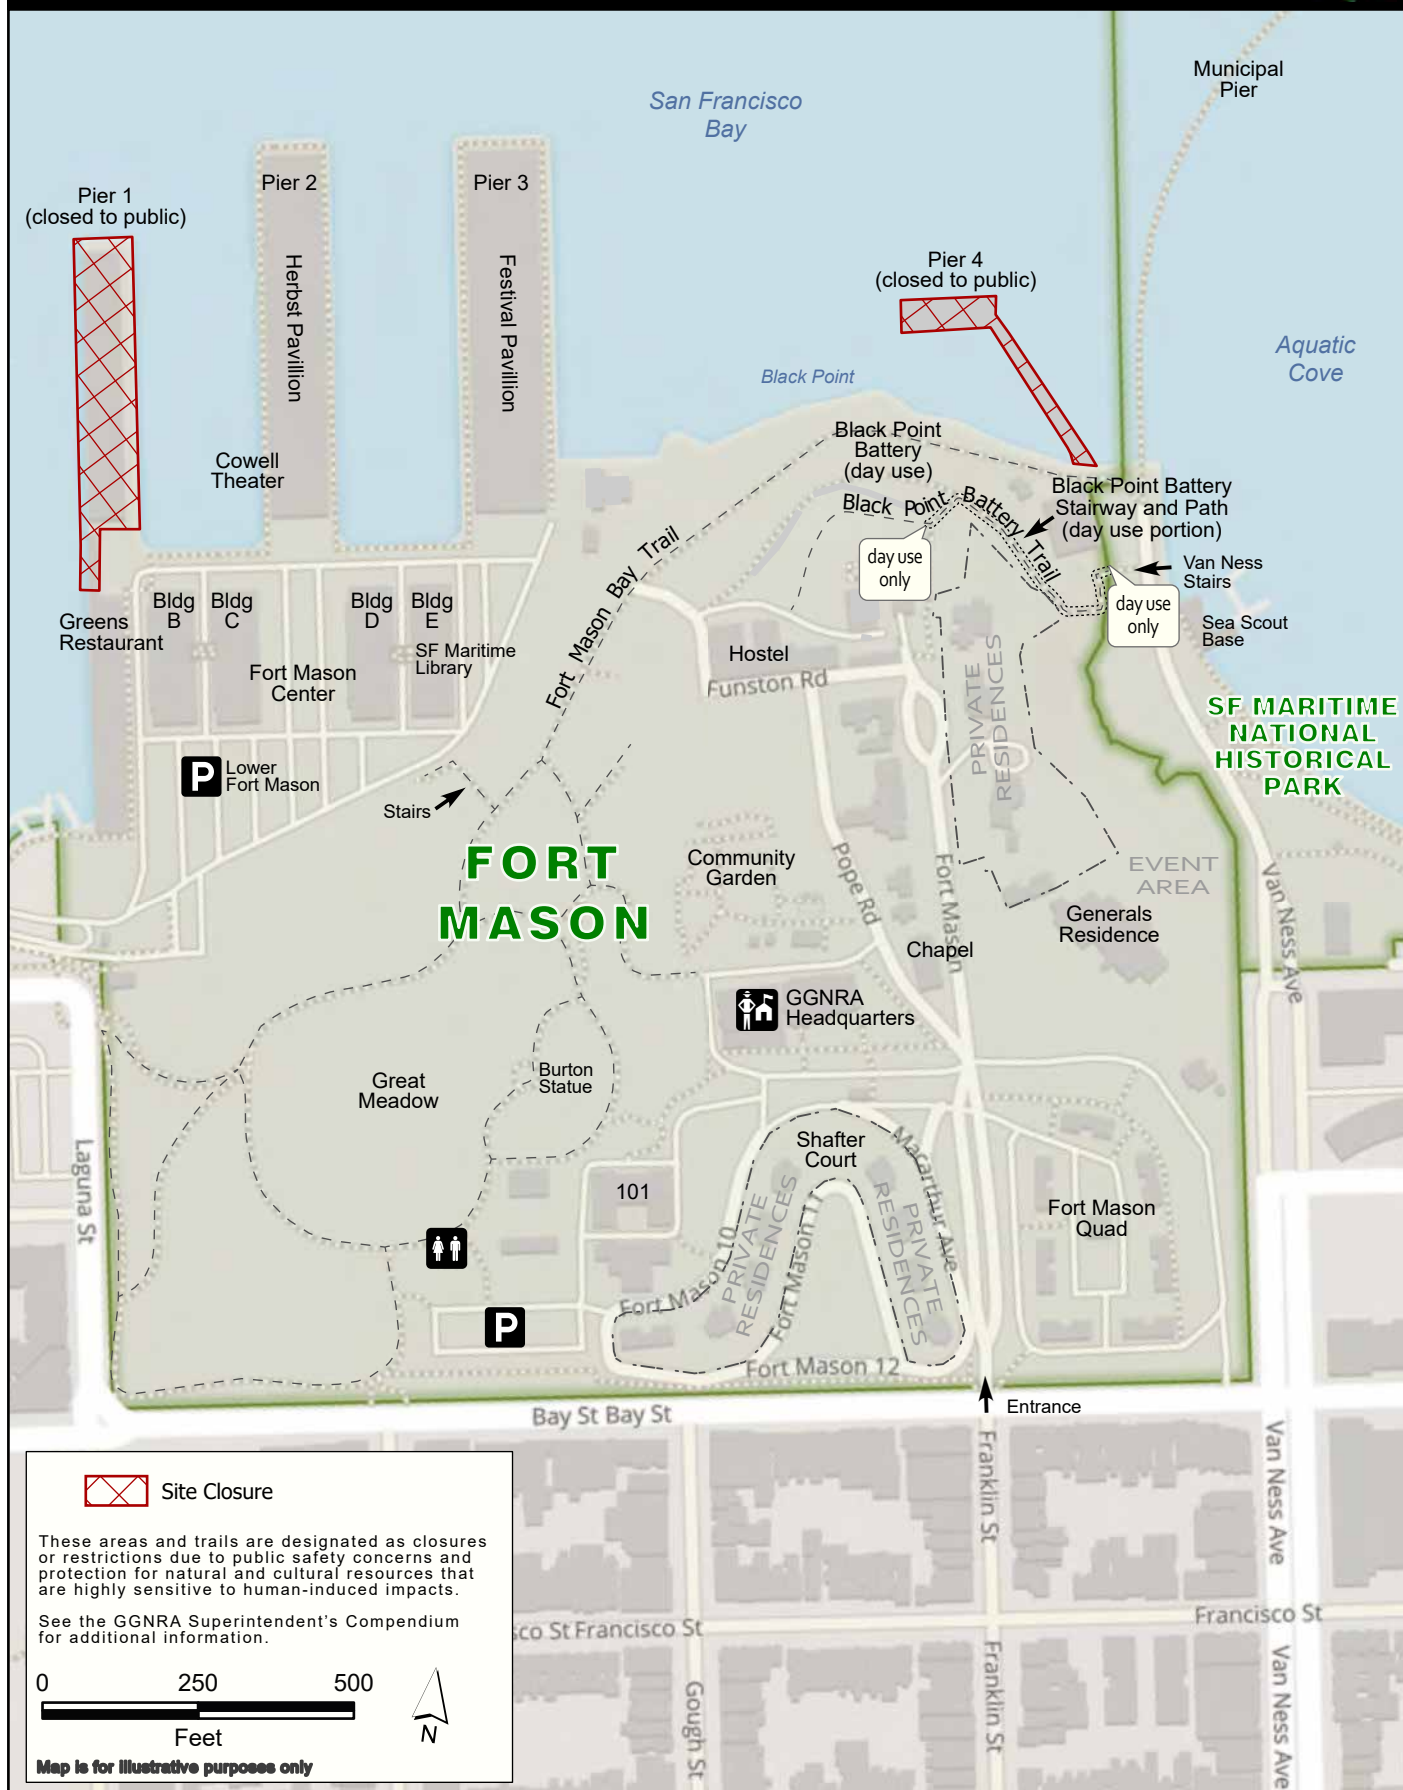 Municipal
Pier
San Francisco
Bay
Pier 1
(closed to public)
Pier 2
Pier 3
Herbst Pavillion
Festival Pavillion
Pier 4
(closed to public)
Aquatic
Cove
Black Point
Cowell
Theater
Black Point
Battery
(day use)
Black Point Battery Trail
Black Point Battery
Stairway and Path
(day use portion)
day use
only
Van Ness
Stairs
day use
only
Sea Scout
Base
Fort Mason Bay Trail
Greens
Restaurant
Bldg
B
Bldg
C
Bldg
D
Bldg
E
SF Maritime
Library
Fort Mason
Center
Hostel
Funston Rd
PRIVATE
RESIDENCES
SF MARITIME
NATIONAL
HISTORICAL
PARK
P
Lower
Fort Mason
Stairs
FORT
MASON
Community
Garden
Pope Rd
Fort Mason
EVENT
AREA
Generals
Residence
Van Ness Ave
Chapel
GGNRA
Headquarters
Great
Meadow
Burton
Statue
Laguna St
Shafter
Court
Macarthur Ave
101
PRIVATE
RESIDENCES
PRIVATE
RESIDENCES
Fort Mason 10
Fort Mason 11
Fort Mason
Quad
P
Fort Mason 12
Entrance
Bay St Bay St
Franklin St
Van Ness Ave
Site Closure
These areas and trails are designated as closures
or restrictions due to public safety concerns and
protection for natural and cultural resources that
are highly sensitive to human-induced impacts.
See the GGNRA Superintendent's Compendium
for additional information.
0 250 500
Feet
N
Map is for illustrative purposes only
sco St Francisco St
Francisco St
Gough St
Franklin St
Van Ness Ave